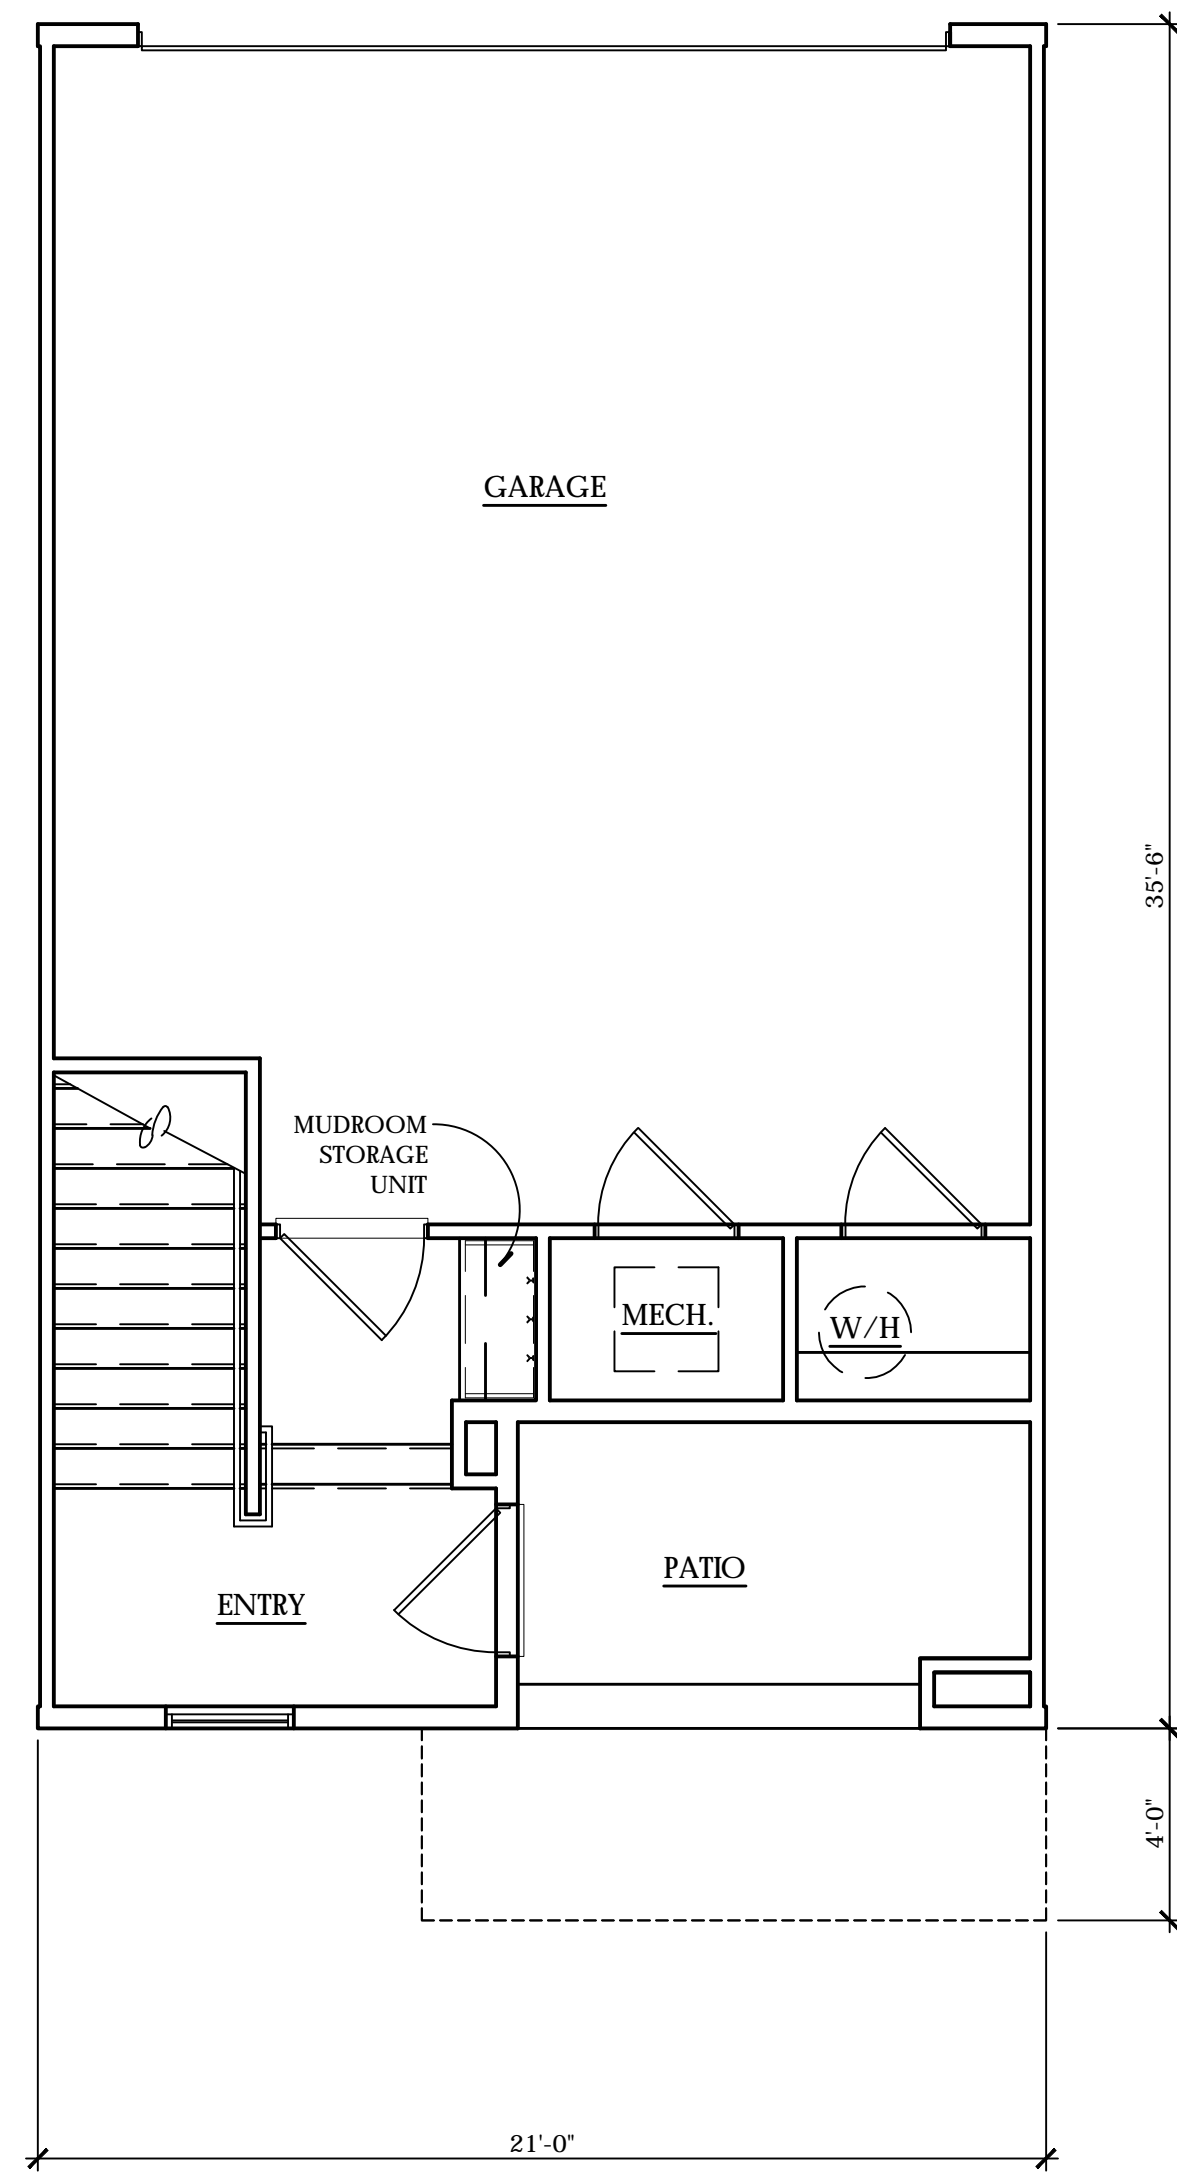 GARAGE
35'-6"
MUDROOM
STORAGE
UNIT
MECH.
W/H
PATIO
ENTRY
4'-0"
21'-0"